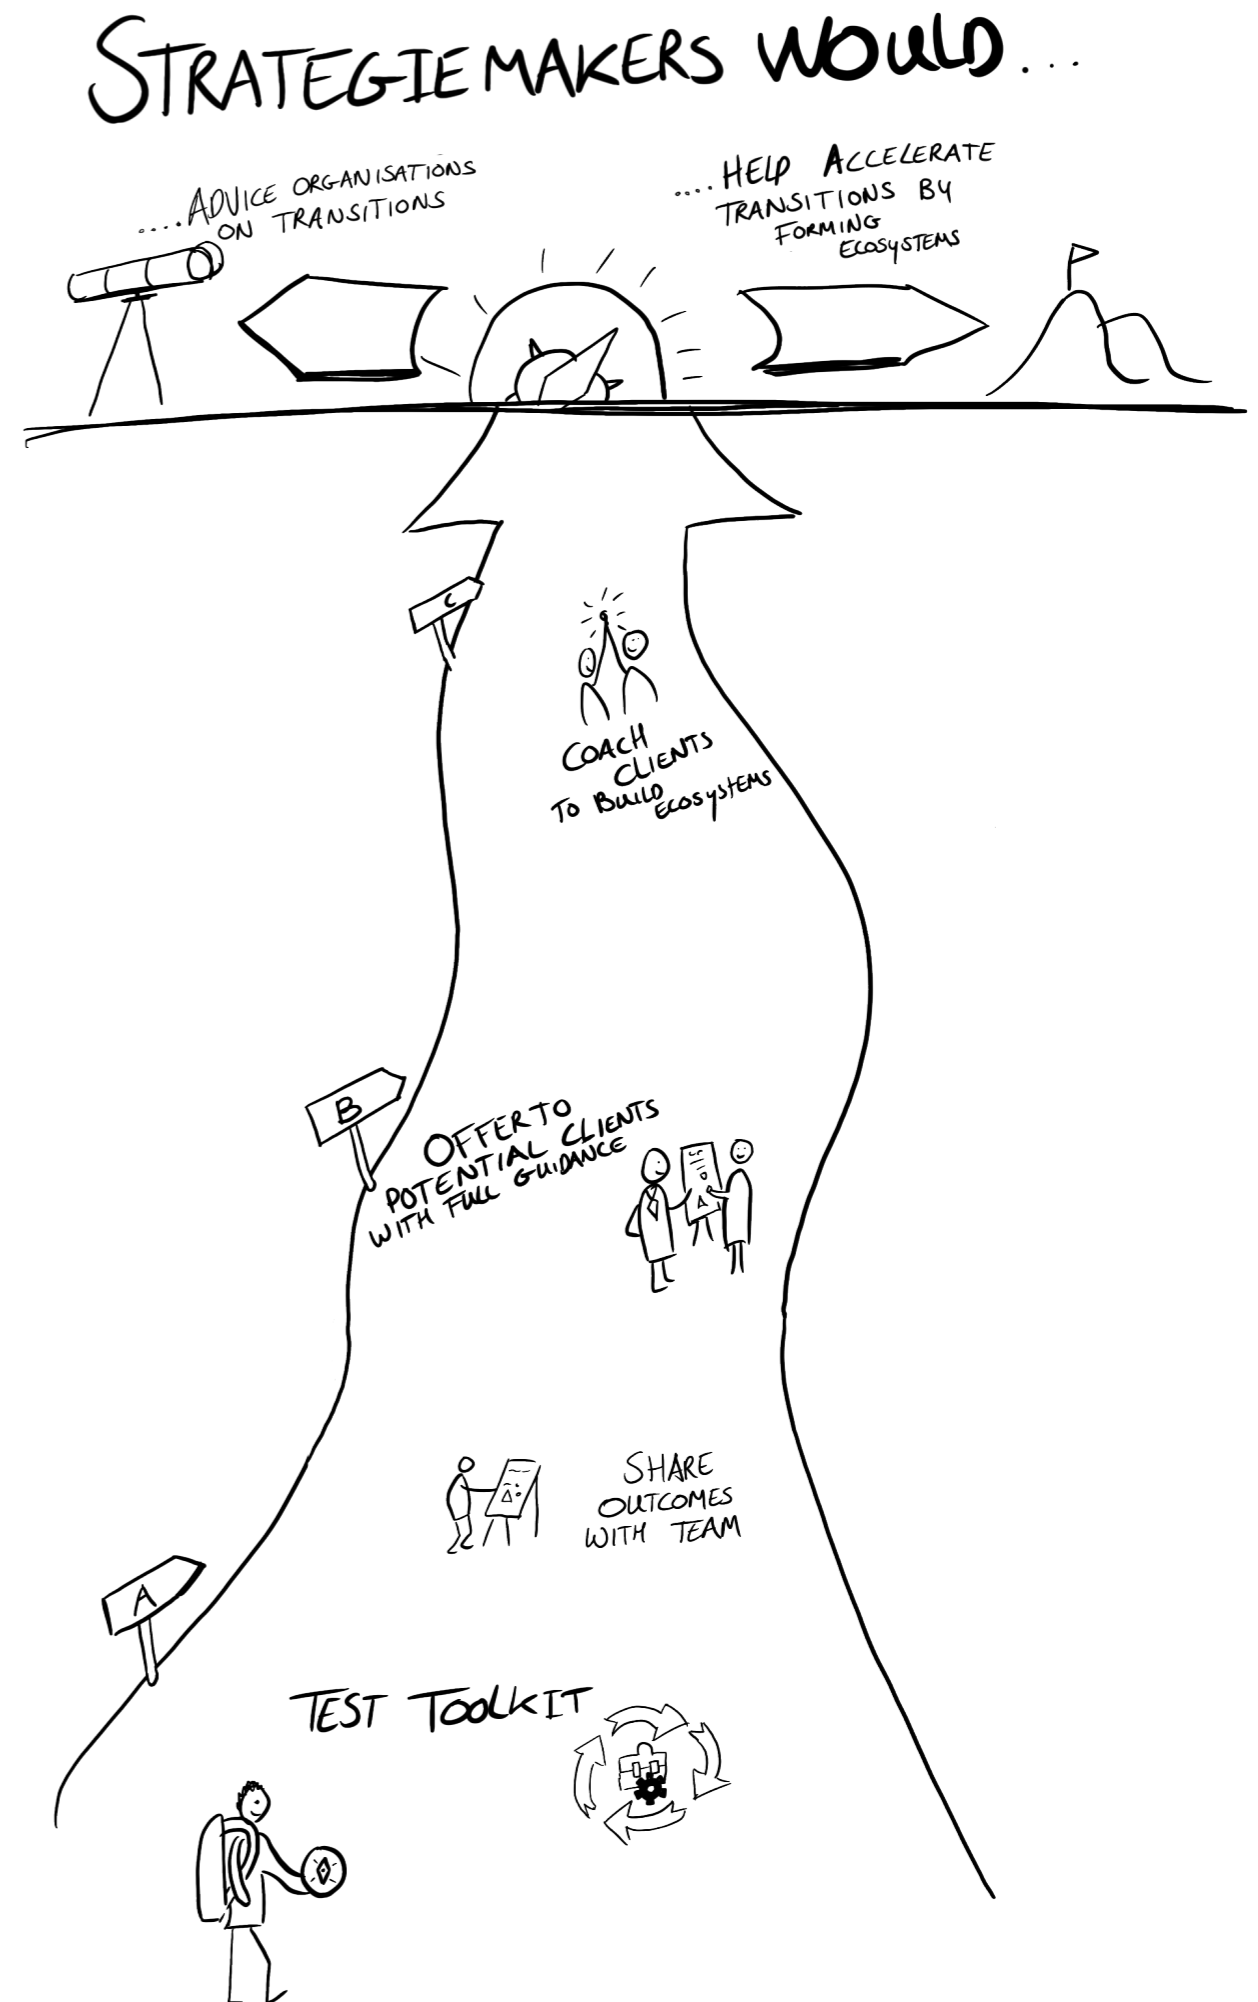 STRATEGIEMAKERS WOULD...
....ADVICE ORGANISATIONS
ON TRANSITIONS
....HELP ACCELERATE
TRANSITIONS BY
FORMING
ECOSYSTEMS
C
COACH
CLIENTS
TO BUILD
ECOSYSTEMS
B
OFFER TO
POTENTIAL CLIENTS
WITH FULL GUIDANCE
SHARE
OUTCOMES
WITH TEAM
A
TEST TOOLKIT